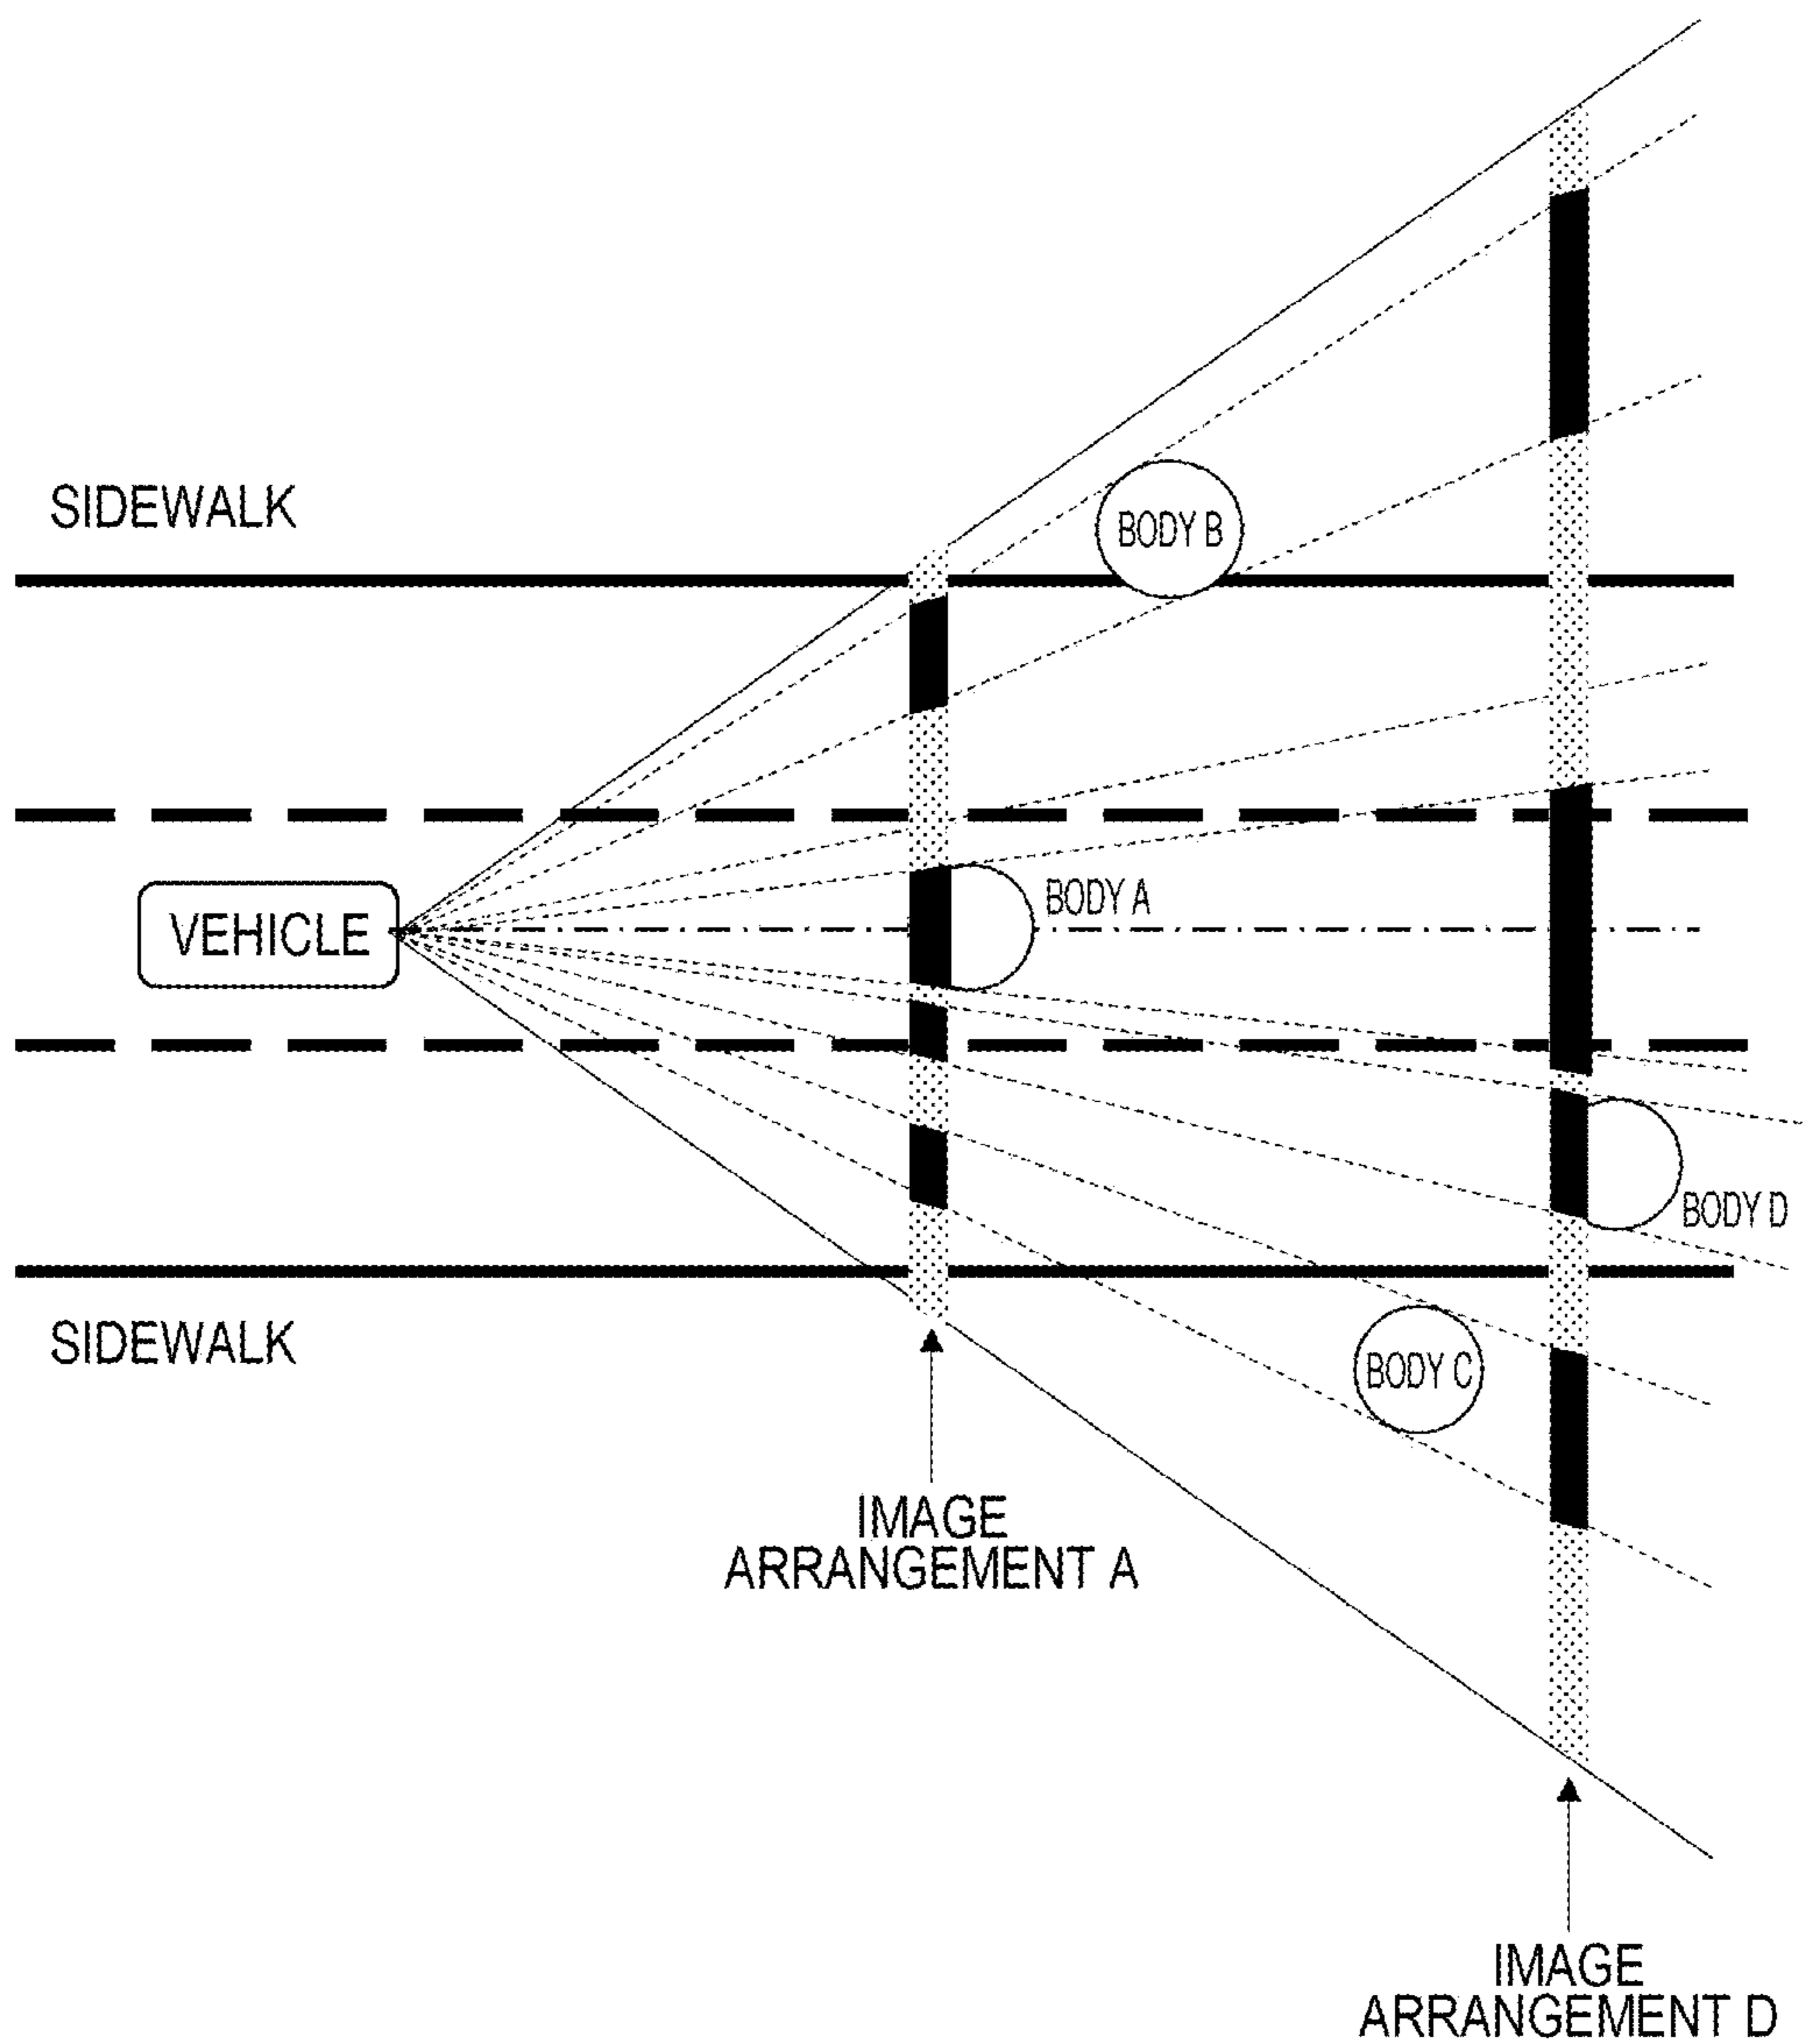 SIDEWALK
BODY B
BODY A
VEHICLE
BODY D
SIDEWALK
BODY C
IMAGE
ARRANGEMENT A
IMAGE
ARRANGEMENT D